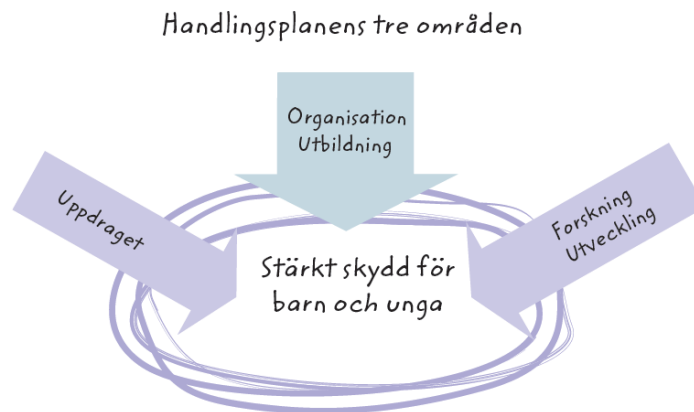 Handlingsplanens tre områden
Organisation
Utbildning
Uppdraget
Forskning
Utveckling
Stärkt skydd för
barn och unga